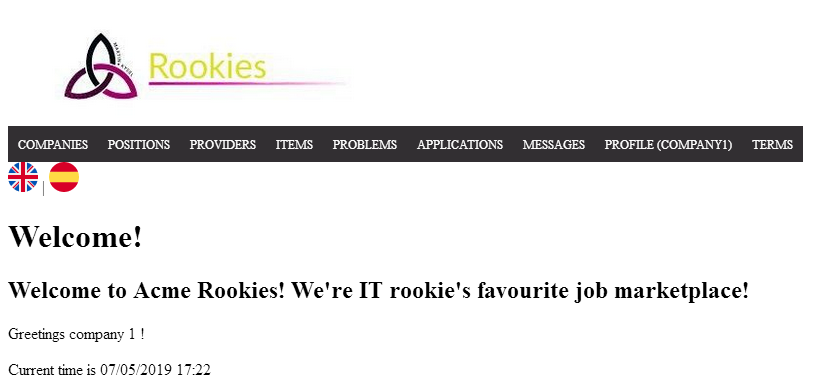 Rookies
COMPANIES POSITIONS PROVIDERS ITEMS PROBLEMS APPLICATIONS MESSAGES PROFILE (COMPANY1) TERMS
|
Welcome!
Welcome to Acme Rookies! We're IT rookie's favourite job marketplace!
Greetings company 1 !
Current time is 07/05/2019 17:22